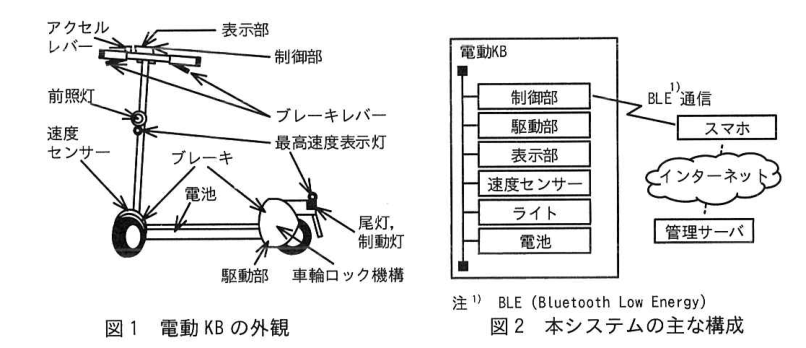 アクセル
レバー
表示部
制御部
前照灯
ブレーキレバー
速度
センサー
最高速度表示灯
ブレーキ
電池
尾灯,
制動灯
駆動部
車輪ロック機構
図1 電動KBの外観
電動KB
制御部
駆動部
表示部
速度センサー
ライト
電池
BLE1)通信
スマホ
インターネット
管理サーバ
注1) BLE (Bluetooth Low Energy)
図2 本システムの主な構成